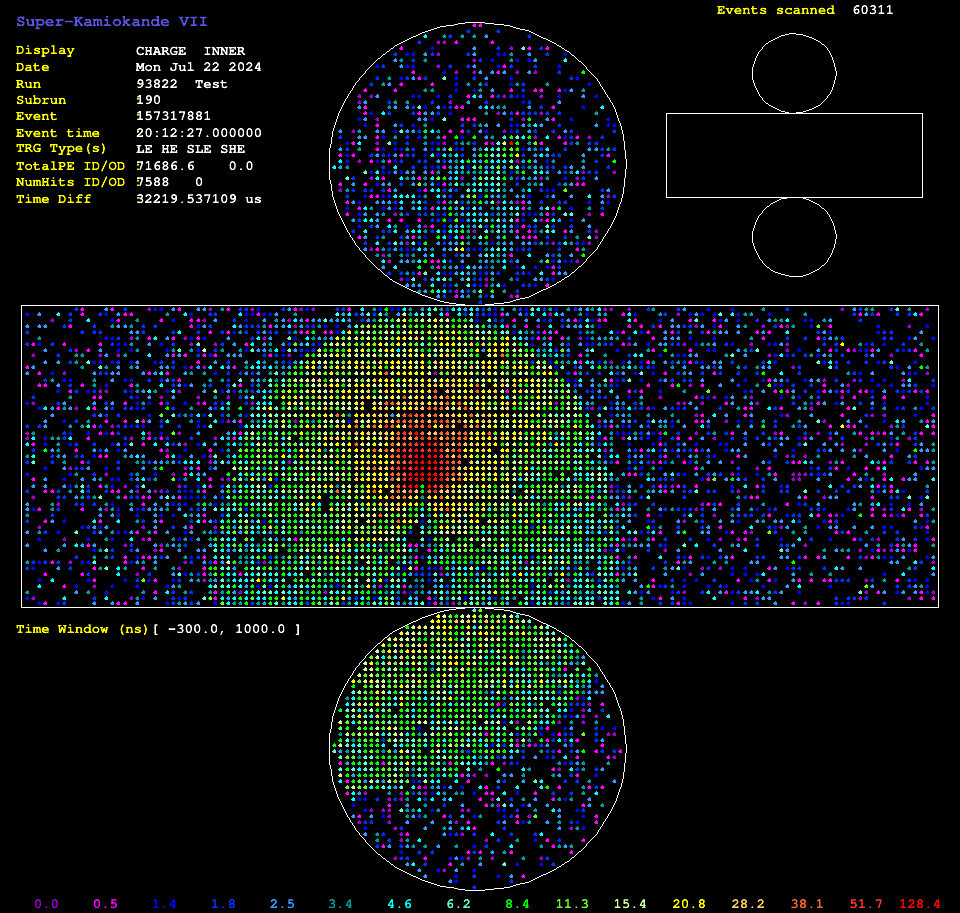 Super-Kamiokande VII
Events scanned 60311
Display CHARGE INNER
Date Mon Jul 22 2024
Run 93822 Test
Subrun 190
Event 157317881
Event time 20:12:27.000000
TRG Type(s) LE HE SLE SHE
TotalPE ID/OD 71686.6 0.0
NumHits ID/OD 7588 0
Time Diff 32219.537109 us
Time Window (ns)[ -300.0, 1000.0 ]
0.0 0.5 1.4 1.8 2.5 3.4 4.6 6.2 8.4 11.3 15.4 20.8 28.2 38.1 51.7 128.4